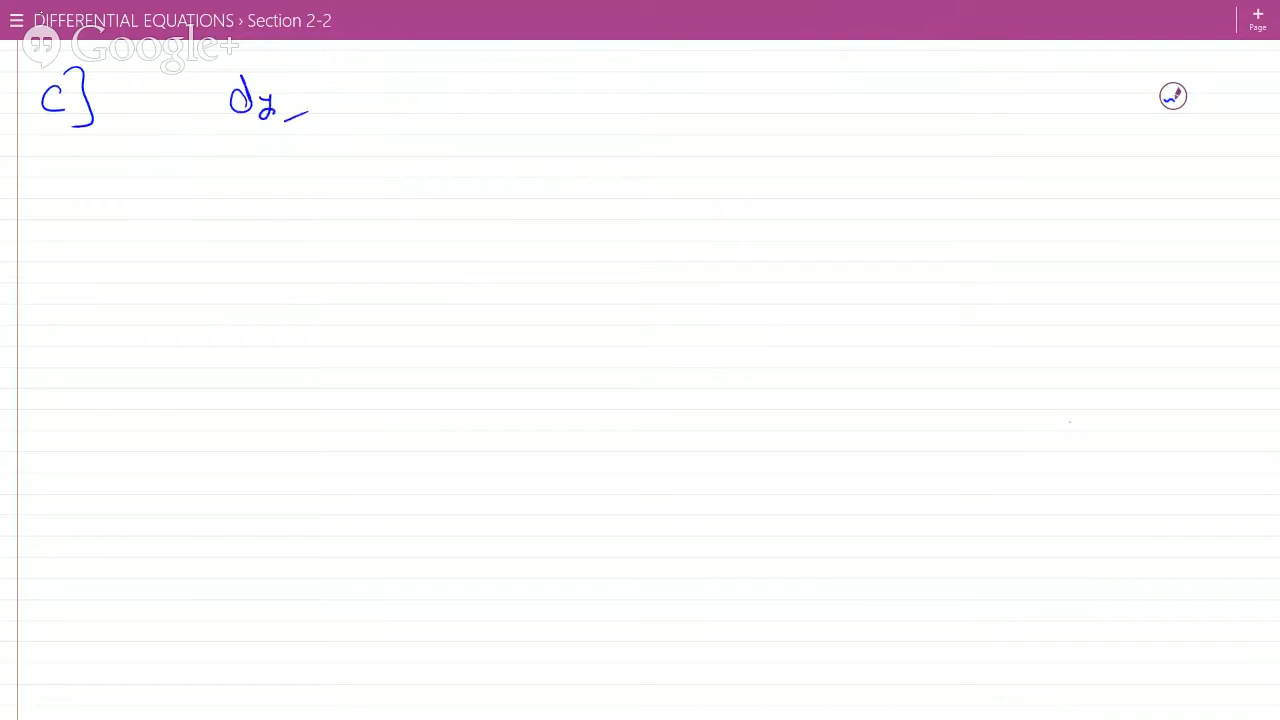 DIFFERENTIAL EQUATIONS › Section 2-2
Page
Google+
c] dy –